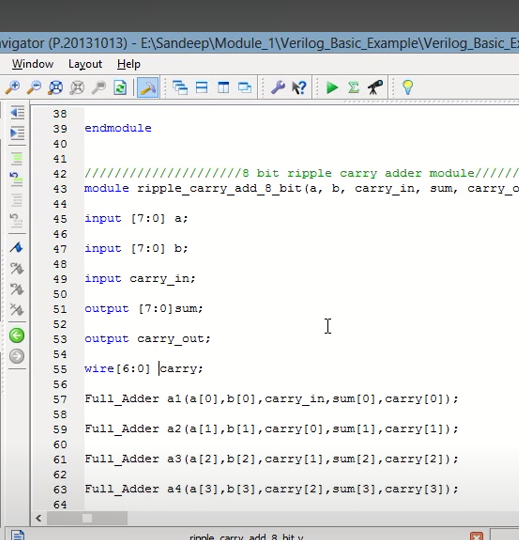 avigator (P.20131013) - E:\Sandeep\Module_1\Verilog_Basic_Example\Verilog_Basic_Ex
Window Layout Help
38
39 endmodule
40
41
42 /////////////////////8 bit ripple carry adder module//////
43 module ripple_carry_add_8_bit(a, b, carry_in, sum, carry_o
44
45 input [7:0] a;
46
47 input [7:0] b;
48
49 input carry_in;
50
51 output [7:0]sum;
52
53 output carry_out;
54
55 wire[6:0] carry;
56
57 Full_Adder a1(a[0],b[0],carry_in,sum[0],carry[0]);
58
59 Full_Adder a2(a[1],b[1],carry[0],sum[1],carry[1]);
60
61 Full_Adder a3(a[2],b[2],carry[1],sum[2],carry[2]);
62
63 Full_Adder a4(a[3],b[3],carry[2],sum[3],carry[3]);
64
ripple_carry_add_8_bit.v